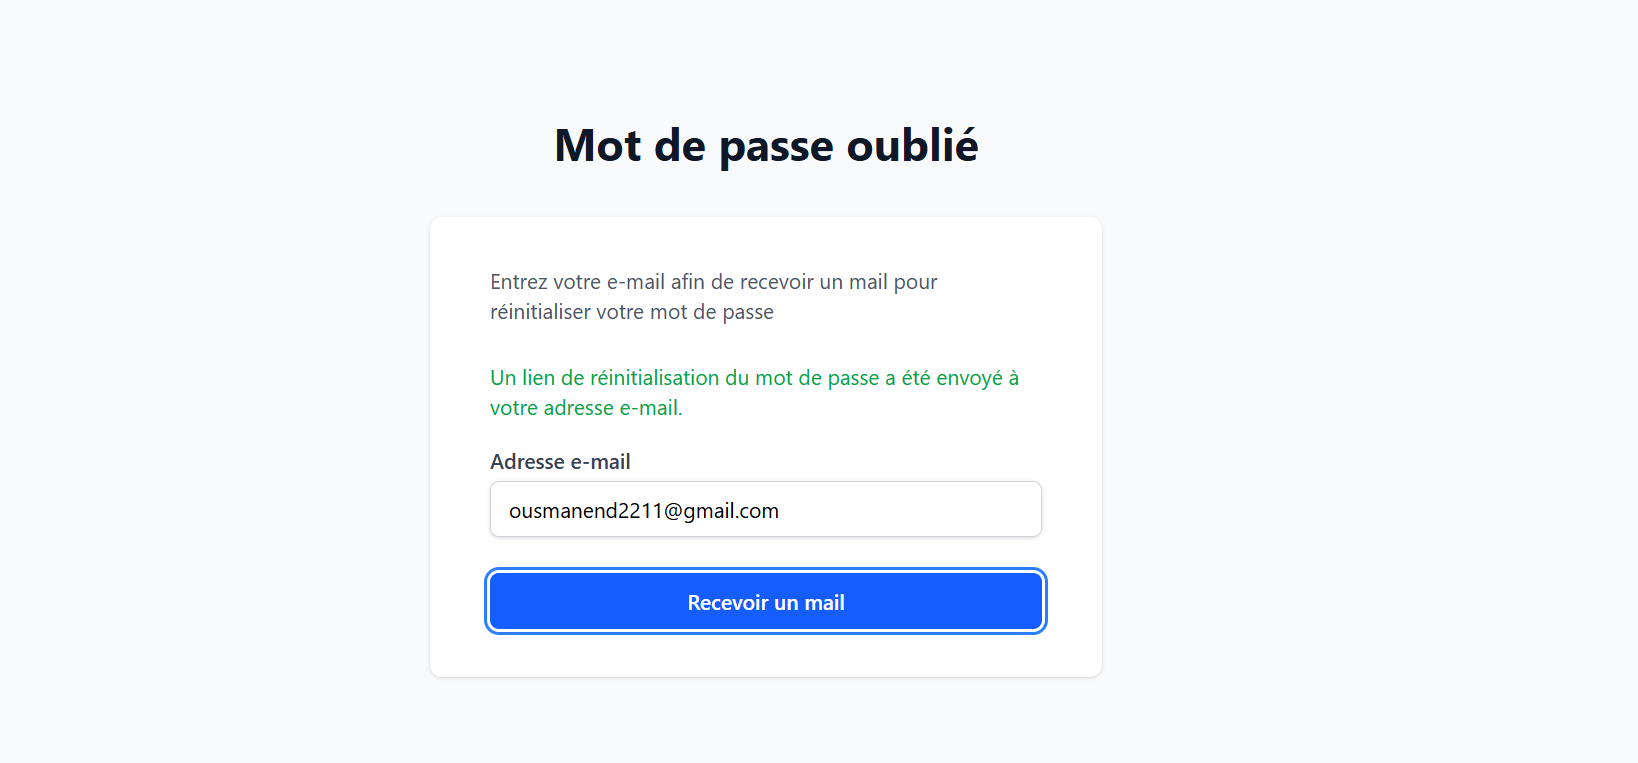 Mot de passe oublié
Entrez votre e-mail afin de recevoir un mail pour
réinitialiser votre mot de passe
Un lien de réinitialisation du mot de passe a été envoyé à
votre adresse e-mail.
Adresse e-mail
ousmanend2211@gmail.com
Recevoir un mail